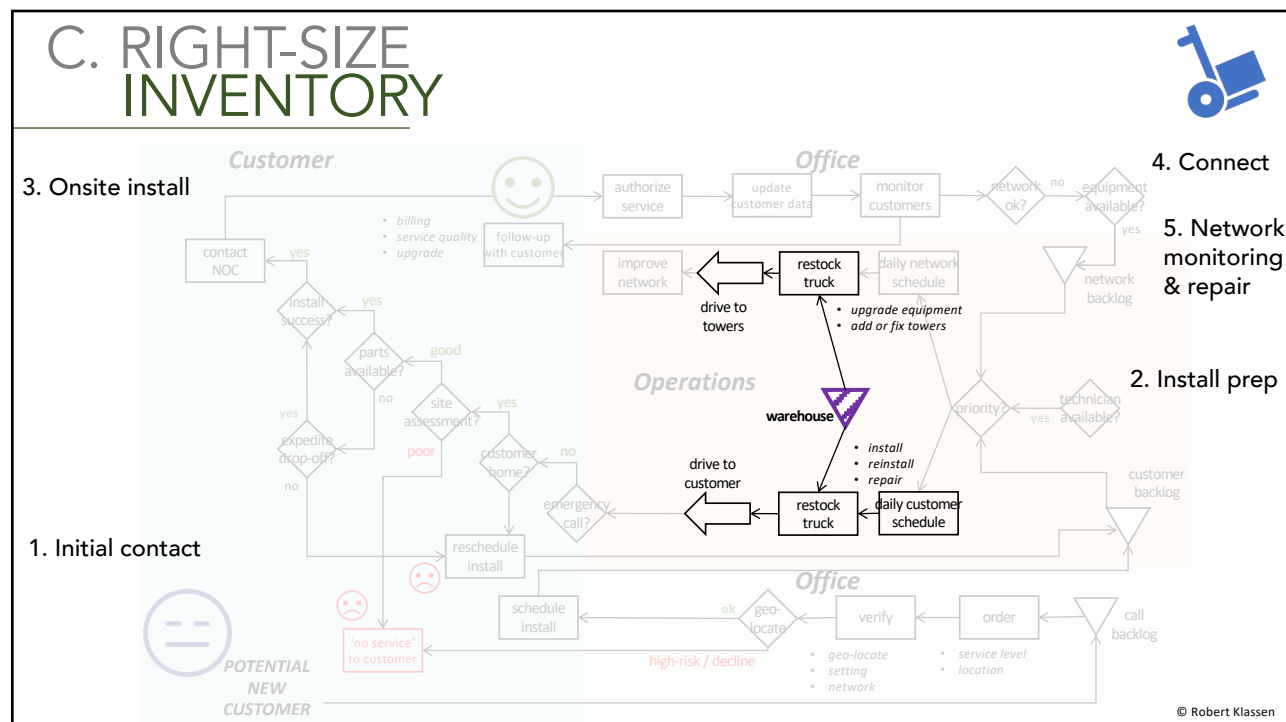 C. RIGHT-SIZE
INVENTORY
Customer
Office
3. Onsite install
4. Connect
authorize
service
update
customer data
monitor
customers
network
ok?
no
equipment
available?
yes
• billing
• service quality
• upgrade
follow-up
with customer
contact
NOC
yes
5. Network
monitoring
& repair
improve
network
restock
truck
daily network
schedule
network
backlog
drive to
towers
• upgrade equipment
• add or fix towers
install
success?
yes
parts
available?
good
no
Operations
2. Install prep
site
assessment?
yes
warehouse
priority?
yes
technician
available?
yes
expedite
drop-off?
no
poor
customer
home?
no
• install
• reinstall
• repair
drive to
customer
customer
backlog
emergency
call?
restock
truck
daily customer
schedule
1. Initial contact
reschedule
install
Office
schedule
install
ok
geo-
locate
verify
order
call
backlog
'no service'
to customer
high-risk / decline
• geo-locate
• setting
• network
• service level
• location
POTENTIAL
NEW
CUSTOMER
© Robert Klassen